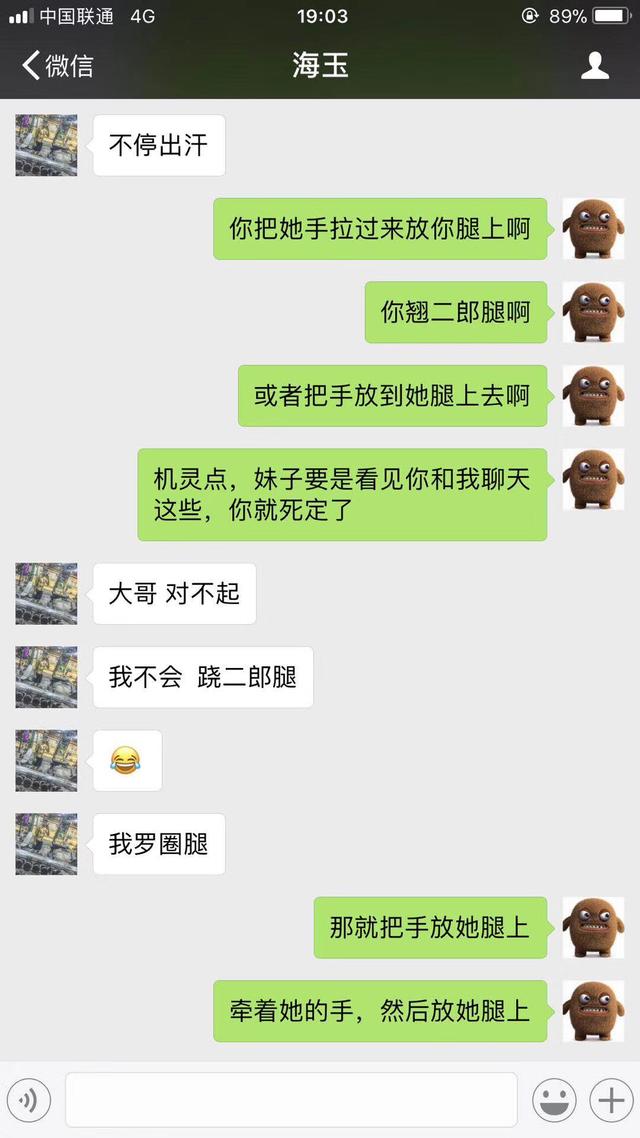 中国联通 4G 19:03 89%
微信 海玉
不停出汗
你把她手拉过来放你腿上啊
你翘二郎腿啊
或者把手放到她腿上去啊
机灵点，妹子要是看见你和我聊天
这些，你就死定了
大哥 对不起
我不会 跷二郎腿
😂
我罗圈腿
那就把手放她腿上
牵着她的手，然后放她腿上